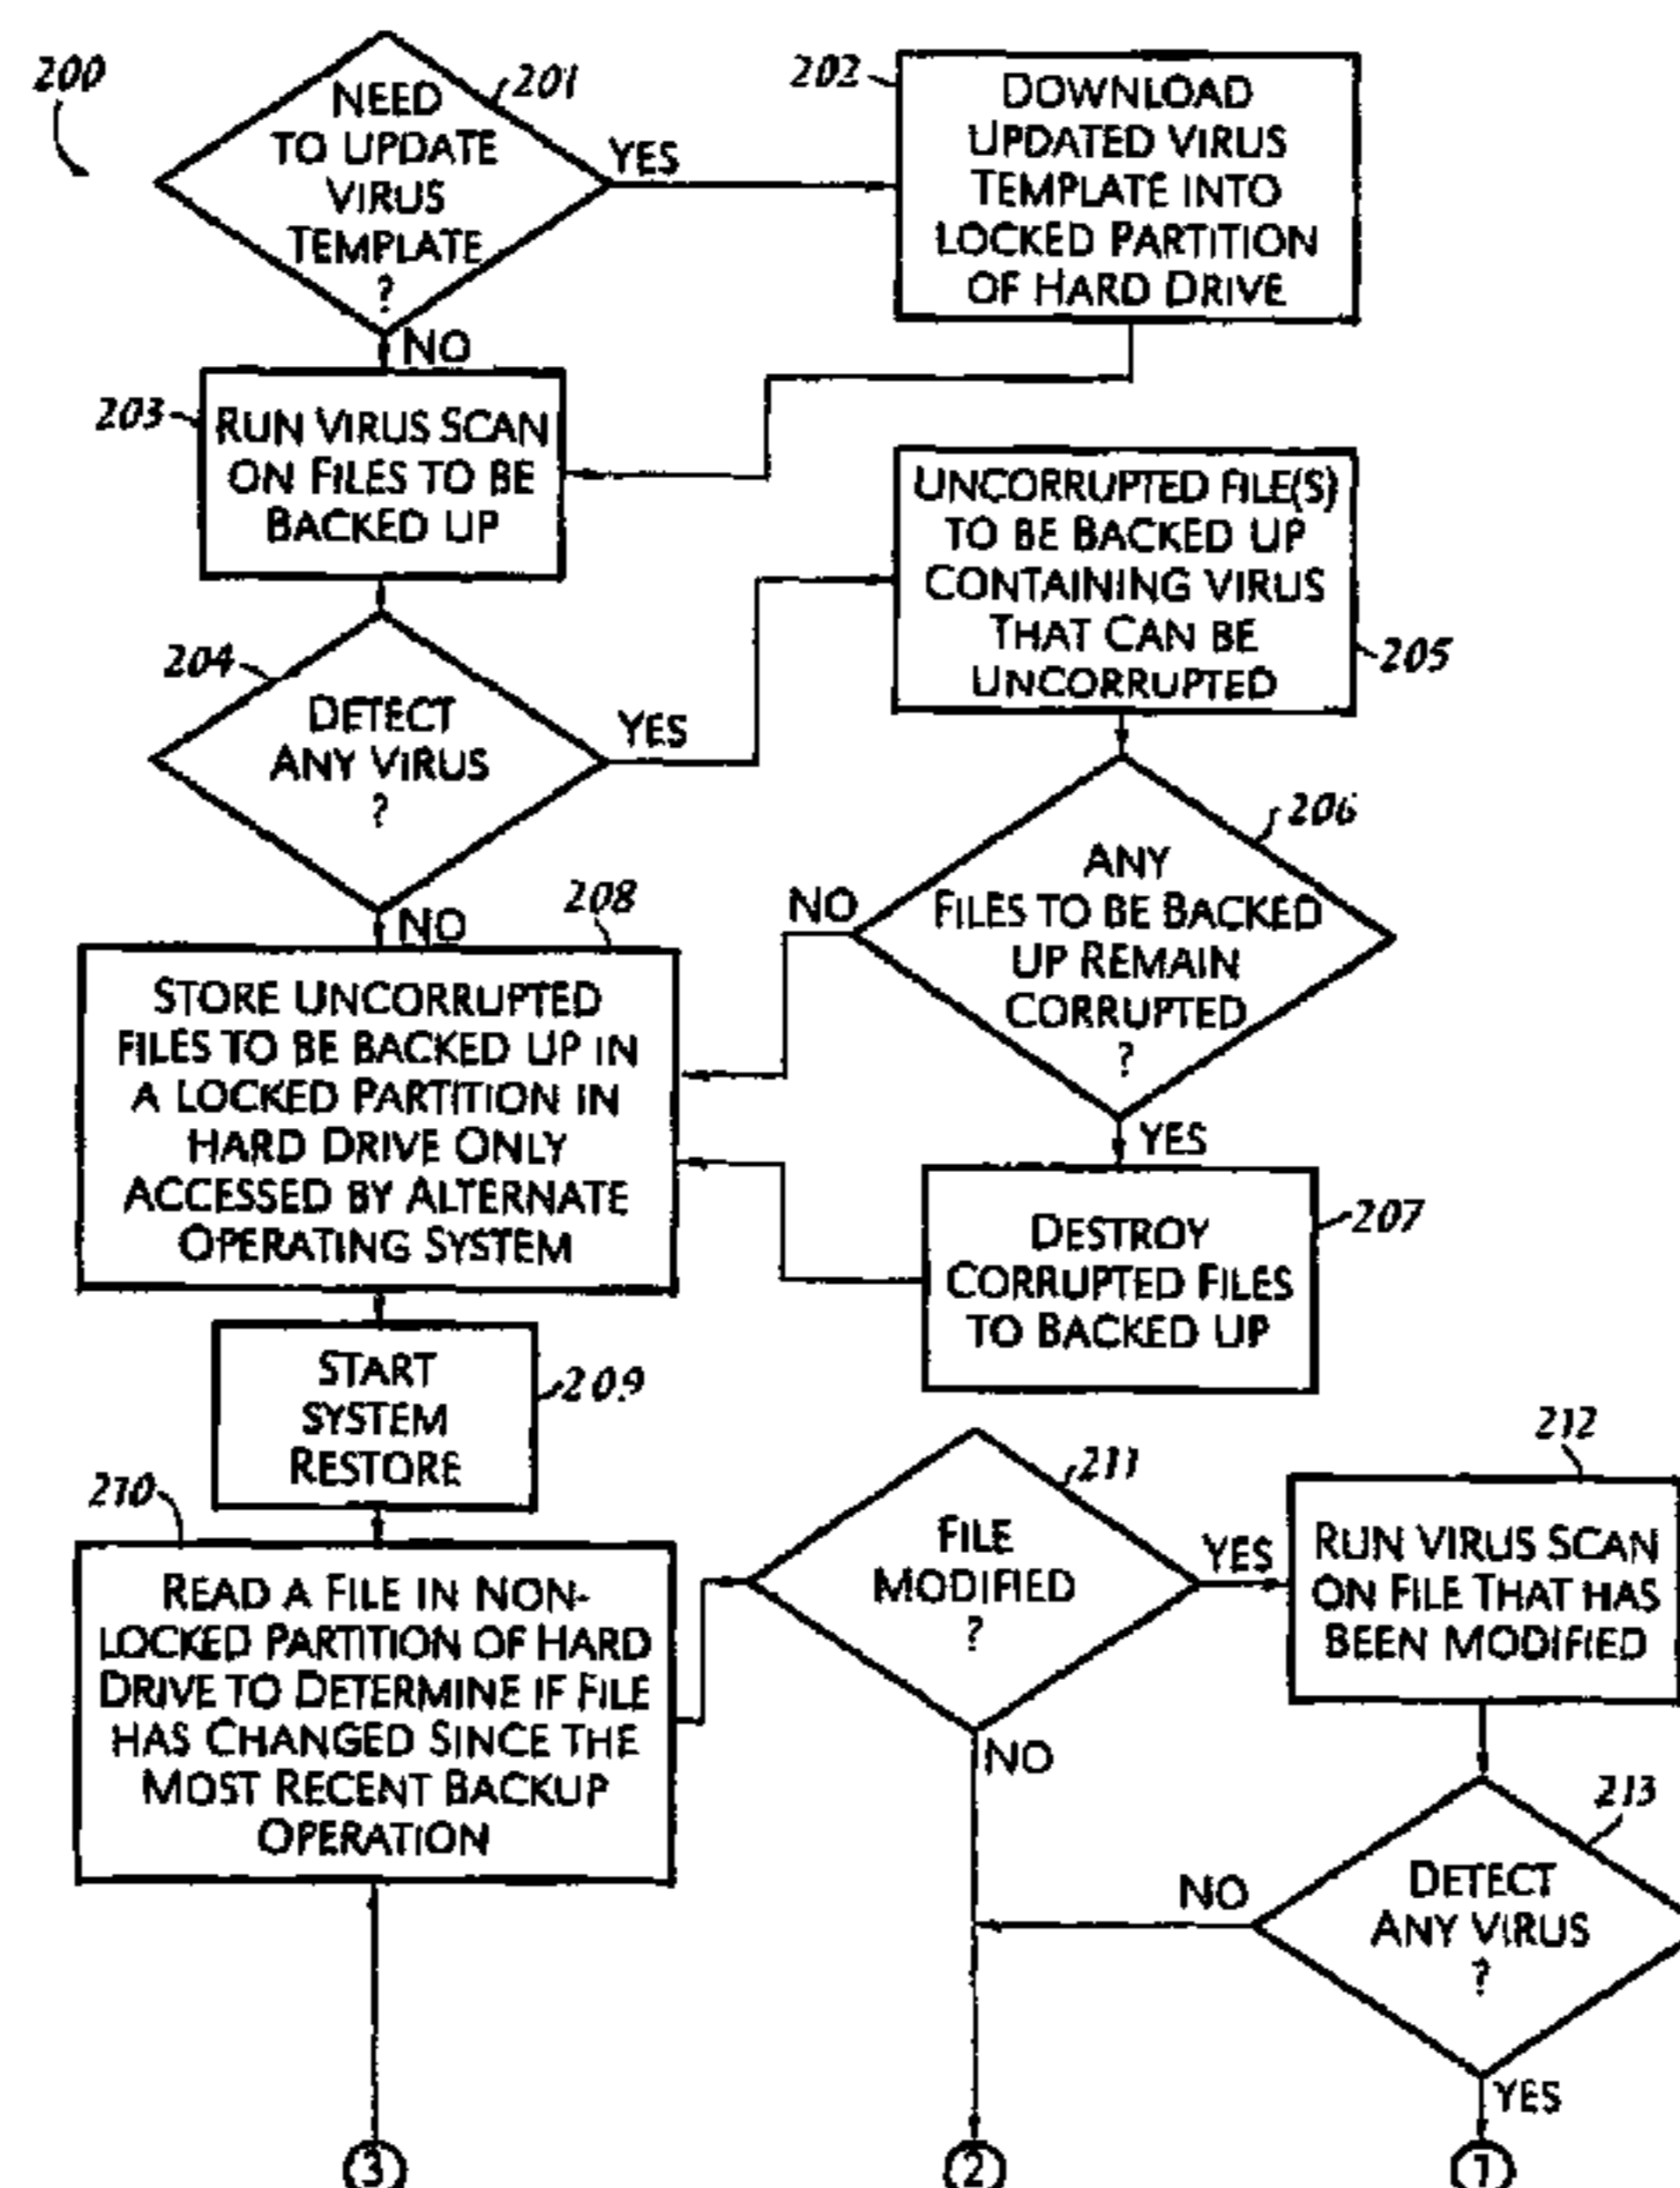 200
201
NEED
TO UPDATE
VIRUS
TEMPLATE
?
YES
NO
202
DOWNLOAD
UPDATED VIRUS
TEMPLATE INTO
LOCKED PARTITION
OF HARD DRIVE
203
RUN VIRUS SCAN
ON FILES TO BE
BACKED UP
204
DETECT
ANY VIRUS
?
YES
NO
UNCORRUPTED FILE(S)
TO BE BACKED UP
CONTAINING VIRUS
THAT CAN BE
UNCORRUPTED
205
206
ANY
FILES TO BE BACKED
UP REMAIN
CORRUPTED
?
NO
YES
207
DESTROY
CORRUPTED FILES
TO BACKED UP
208
STORE UNCORRUPTED
FILES TO BE BACKED UP IN
A LOCKED PARTITION IN
HARD DRIVE ONLY
ACCESSED BY ALTERNATE
OPERATING SYSTEM
START
SYSTEM
RESTORE
209
210
READ A FILE IN NON-
LOCKED PARTITION OF HARD
DRIVE TO DETERMINE IF FILE
HAS CHANGED SINCE THE
MOST RECENT BACKUP
OPERATION
211
FILE
MODIFIED
?
YES
NO
212
RUN VIRUS SCAN
ON FILE THAT HAS
BEEN MODIFIED
213
DETECT
ANY VIRUS
?
NO
YES
3
2
1